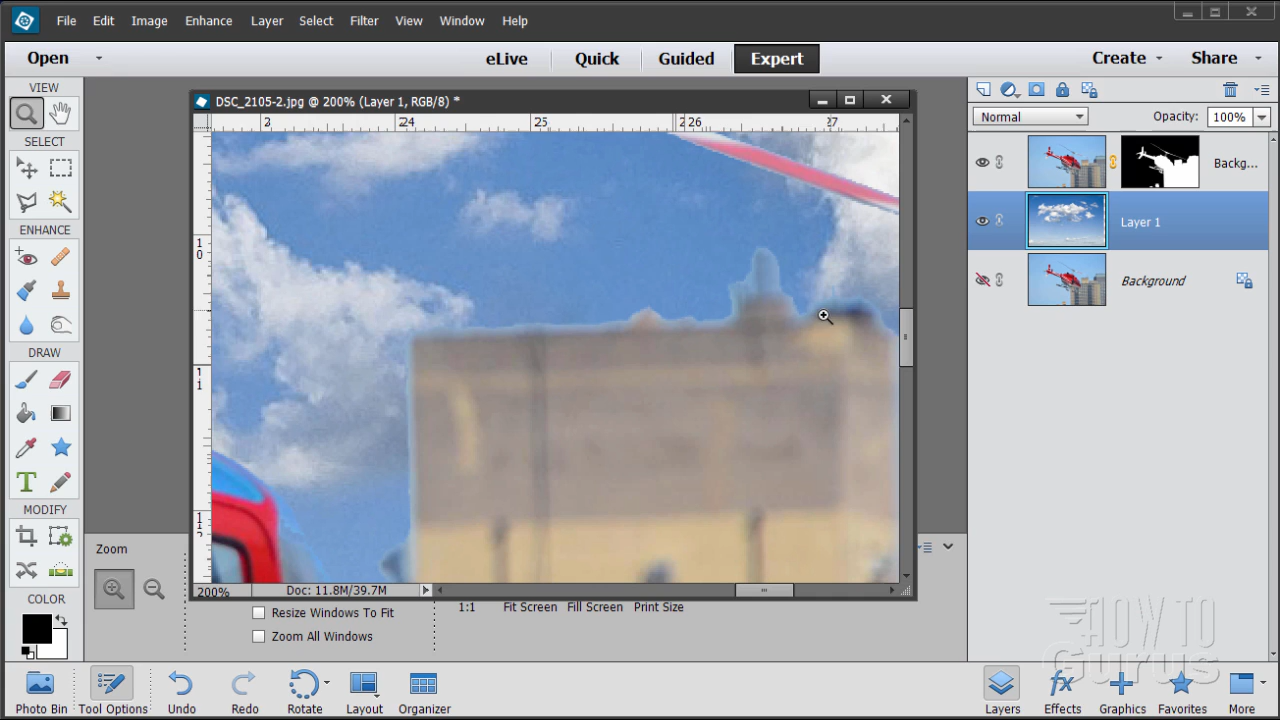 File Edit Image Enhance Layer Select Filter View Window Help
Open eLive Quick Guided Expert Create Share
VIEW
SELECT
ENHANCE
DRAW
MODIFY
COLOR
DSC_2105-2.jpg @ 200% (Layer 1, RGB/8) *
24 25 26 27
Normal Opacity: 100%
Backg...
Layer 1
Background
200% Doc: 11.8M/39.7M
Zoom
Resize Windows To Fit
Zoom All Windows
1:1 Fit Screen Fill Screen Print Size
HOW TO
Gurus
Photo Bin Tool Options Undo Redo Rotate Layout Organizer Layers Effects Graphics Favorites More